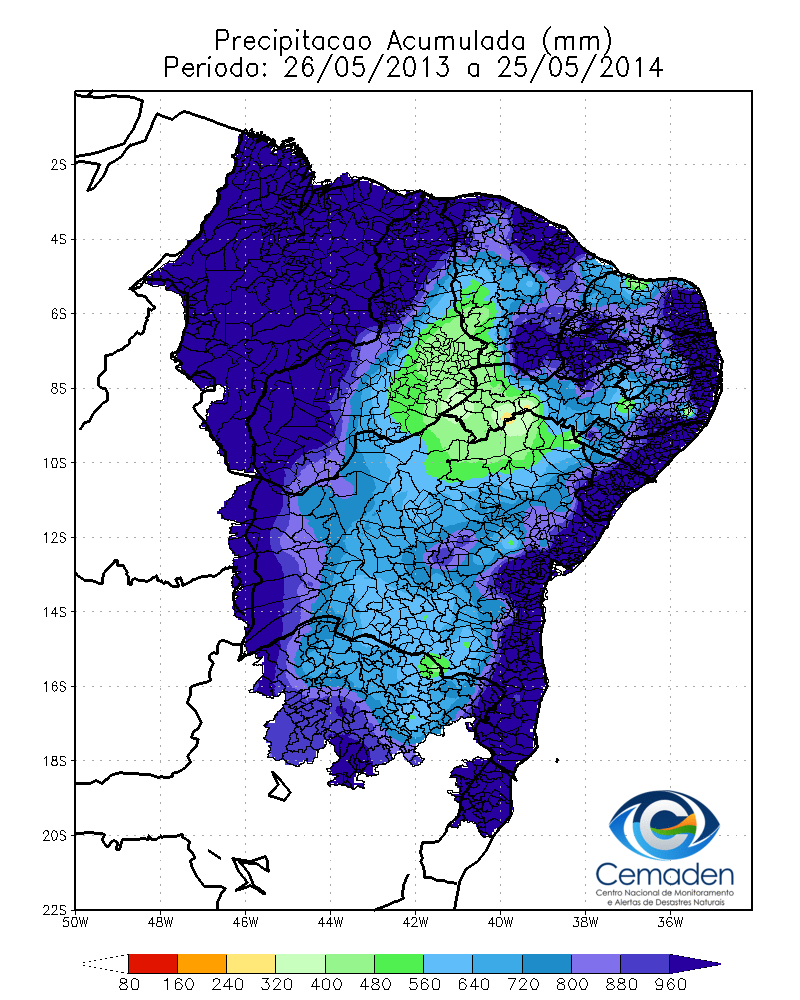 Precipitacao Acumulada (mm)
Periodo: 26/05/2013 a 25/05/2014
2S
4S
6S
8S
10S
12S
14S
16S
18S
20S
22S
50W 48W 46W 44W 42W 40W 38W 36W
Cemaden
Centro Nacional de Monitoramento
e Alertas de Desastres Naturais
80 160 240 320 400 480 560 640 720 800 880 960